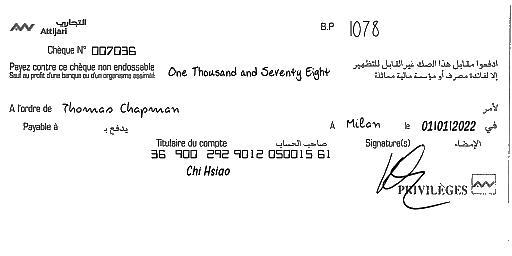 التجاري
Attijari
B.P 1078
Chèque N° 007036
Payez contre ce chèque non endossable
Sauf au profit d'une banque ou d'un organisme assimilé
One Thousand and Seventy Eight
ادفعوا مقابل هذا الصك غير القابل للتظهير
إلا لفائدة مصرف أو مؤسسة مالية مماثلة
A l'ordre de Thomas Chapman لأمر
Payable à يدفع بـ A Milan le 01/01/2022 في
Titulaire du compte صاحب الحساب Signature(s) الإمضاء
36 900 292 9012 050015 61
Chi Hsiao
PRIVILÈGES